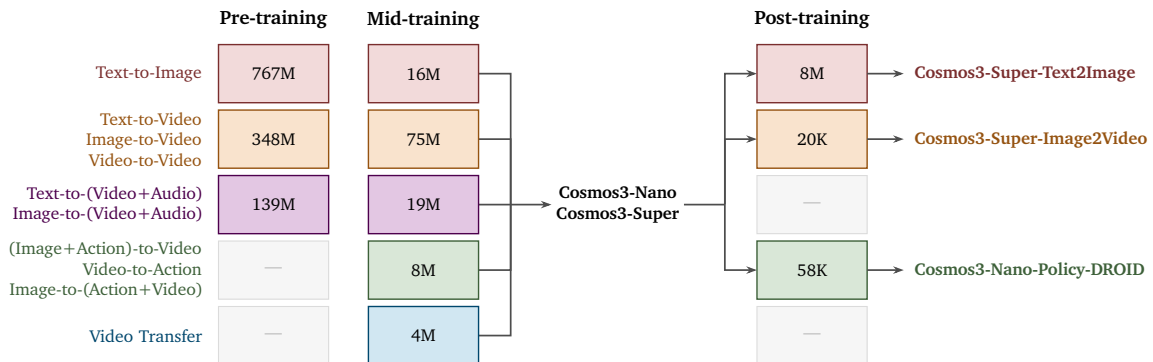 Pre-training Mid-training Post-training
Text-to-Image 767M 16M 8M Cosmos3-Super-Text2Image
Text-to-Video
Image-to-Video 348M 75M 20K Cosmos3-Super-Image2Video
Video-to-Video
Text-to-(Video+Audio)
Image-to-(Video+Audio) 139M 19M —
Cosmos3-Nano
Cosmos3-Super
(Image+Action)-to-Video
Video-to-Action — 8M 58K Cosmos3-Nano-Policy-DROID
Image-to-(Action+Video)
Video Transfer — 4M —